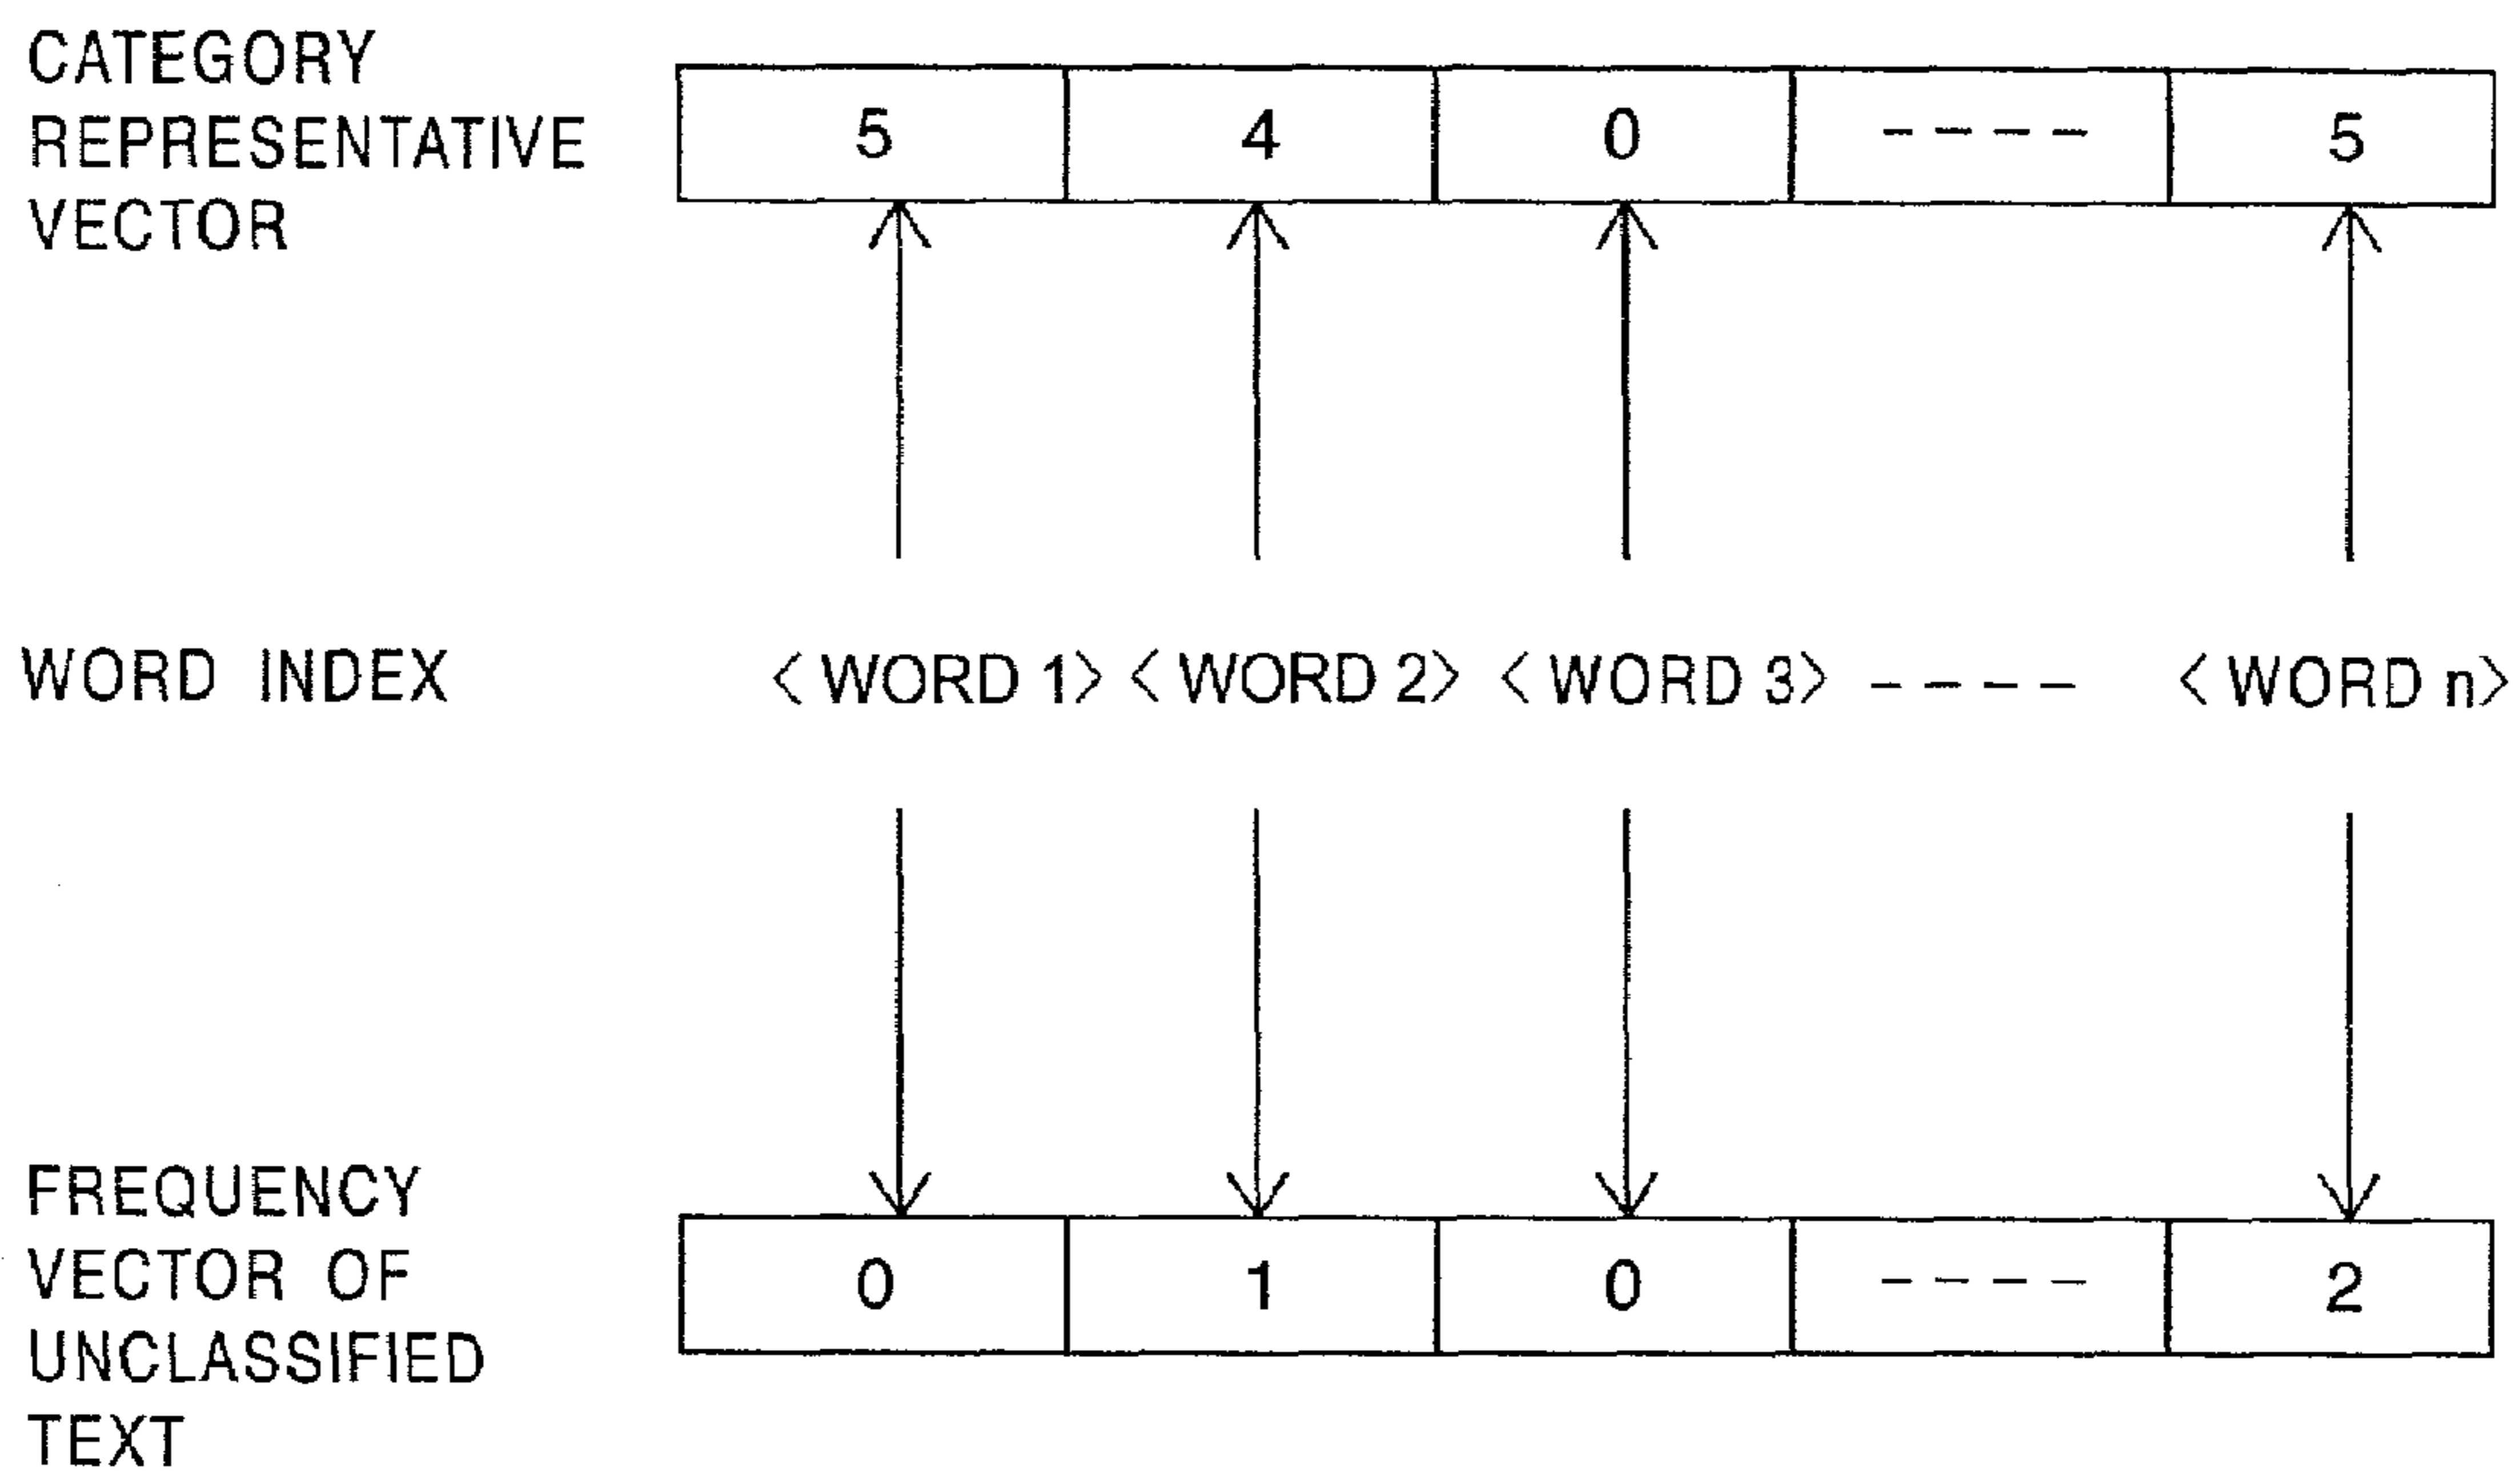 CATEGORY
REPRESENTATIVE
VECTOR
5 4 0 ---- 5
WORD INDEX <WORD 1> <WORD 2> <WORD 3> ---- <WORD n>
FREQUENCY
VECTOR OF
UNCLASSIFIED
TEXT
0 1 0 ---- 2